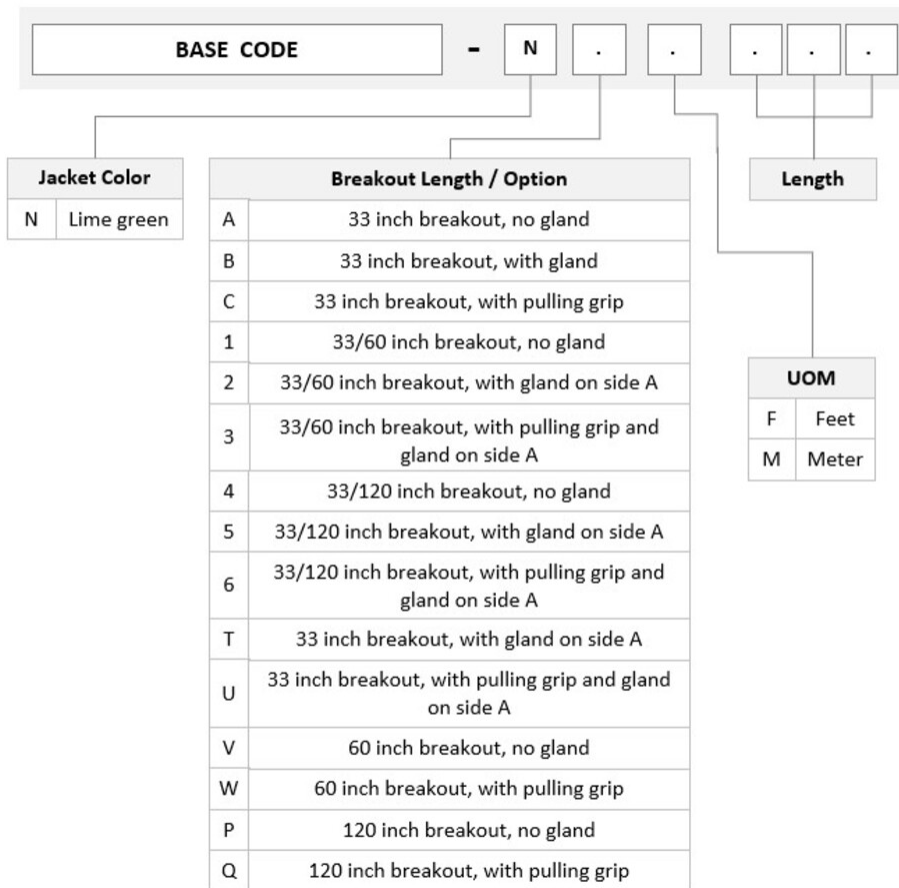 BASE CODE - N . . . . .
Jacket Color
N Lime green
Breakout Length / Option
A 33 inch breakout, no gland
B 33 inch breakout, with gland
C 33 inch breakout, with pulling grip
1 33/60 inch breakout, no gland
2 33/60 inch breakout, with gland on side A
3 33/60 inch breakout, with pulling grip and
gland on side A
4 33/120 inch breakout, no gland
5 33/120 inch breakout, with gland on side A
6 33/120 inch breakout, with pulling grip and
gland on side A
T 33 inch breakout, with gland on side A
U 33 inch breakout, with pulling grip and gland
on side A
V 60 inch breakout, no gland
W 60 inch breakout, with pulling grip
P 120 inch breakout, no gland
Q 120 inch breakout, with pulling grip
Length
UOM
F Feet
M Meter